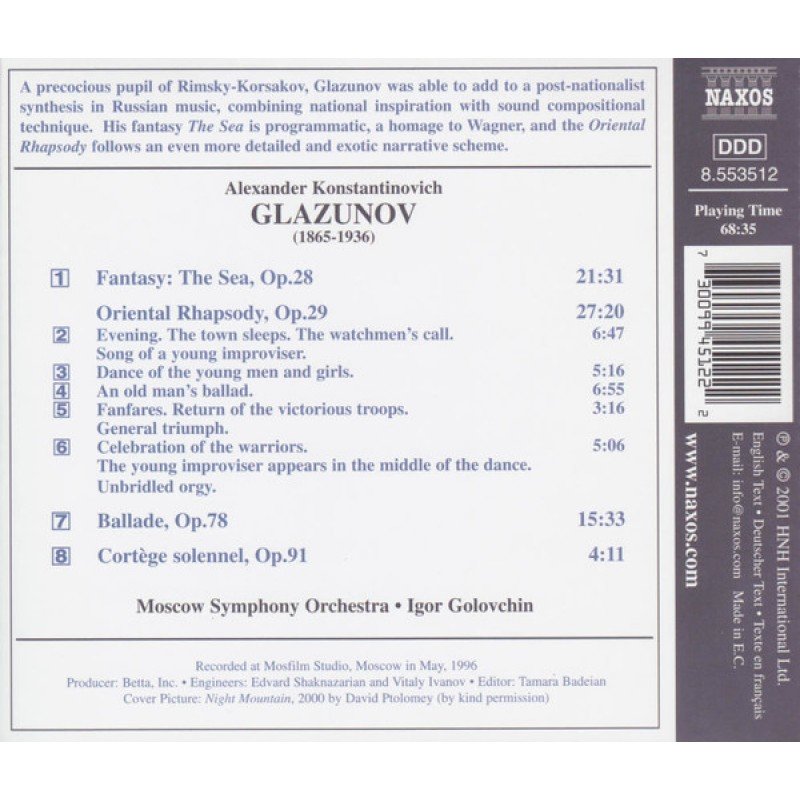 A precocious pupil of Rimsky-Korsakov, Glazunov was able to add to a post-nationalist
synthesis in Russian music, combining national inspiration with sound compositional
technique. His fantasy The Sea is programmatic, a homage to Wagner, and the Oriental
Rhapsody follows an even more detailed and exotic narrative scheme.
Alexander Konstantinovich
GLAZUNOV
(1865-1936)
1 Fantasy: The Sea, Op.28 21:31
Oriental Rhapsody, Op.29 27:20
2 Evening. The town sleeps. The watchmen's call. 6:47
Song of a young improviser.
3 Dance of the young men and girls. 5:16
4 An old man's ballad. 6:55
5 Fanfares. Return of the victorious troops. 3:16
General triumph.
6 Celebration of the warriors. 5:06
The young improviser appears in the middle of the dance.
Unbridled orgy.
7 Ballade, Op.78 15:33
8 Cortège solennel, Op.91 4:11
Moscow Symphony Orchestra • Igor Golovchin
Recorded at Mosfilm Studio, Moscow in May, 1996
Producer: Betta, Inc. • Engineers: Edvard Shaknazarian and Vitaly Ivanov • Editor: Tamara Badeian
Cover Picture: Night Mountain, 2000 by David Ptolomey (by kind permission)
NAXOS
DDD
8.553512
Playing Time
68:35
7 30099 45122 2
www.naxos.com
℗ & © 2001 HNH International Ltd.
English Text • Deutscher Text • Texte en français
E-mail: info@naxos.com Made in E.C.